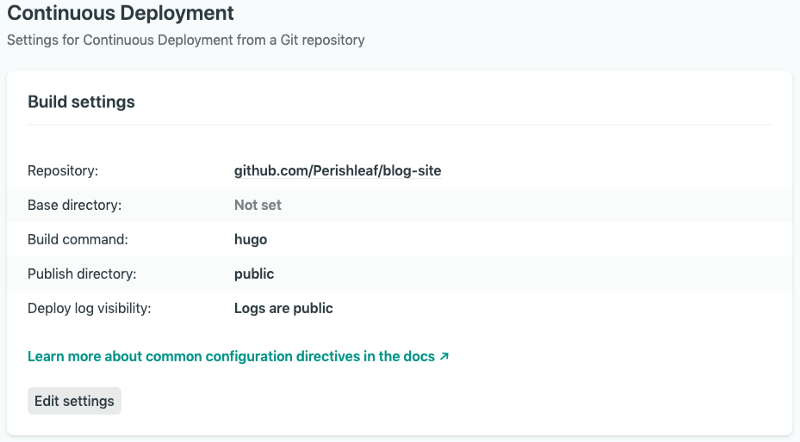 Continuous Deployment
Settings for Continuous Deployment from a Git repository
Build settings
Repository: github.com/Perishleaf/blog-site
Base directory: Not set
Build command: hugo
Publish directory: public
Deploy log visibility: Logs are public
Learn more about common configuration directives in the docs ↗
Edit settings